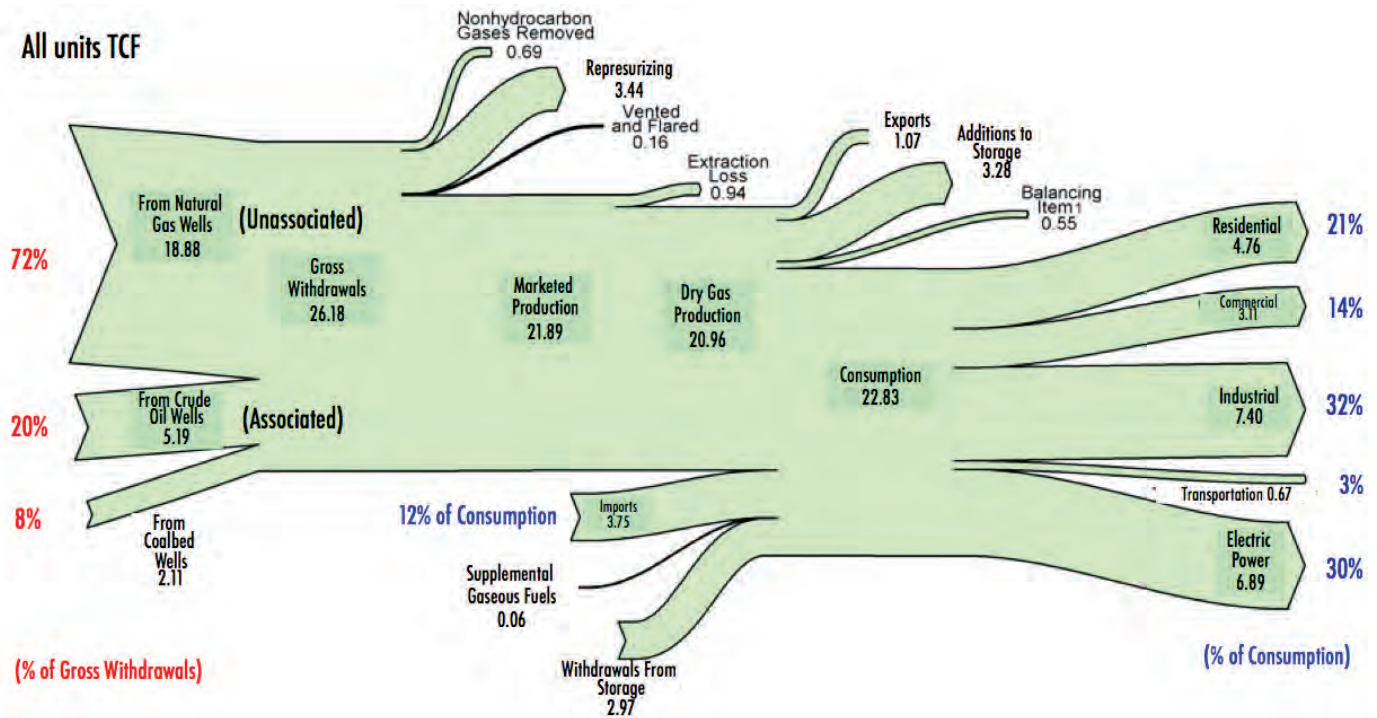 All units TCF
Nonhydrocarbon
Gases Removed
0.69
Represurizing
3.44
Vented
and Flared
0.16
Extraction
Loss
0.94
Exports
1.07
Additions to
Storage
3.28
Balancing
Item1
0.55
72%
From Natural
Gas Wells
18.88
(Unassociated)
Gross
Withdrawals
26.18
Marketed
Production
21.89
Dry Gas
Production
20.96
Consumption
22.83
Residential
4.76
21%
Commercial
3.11
14%
Industrial
7.40
32%
Transportation 0.67
3%
Electric
Power
6.89
30%
20%
From Crude
Oil Wells
5.19
(Associated)
8%
From
Coalbed
Wells
2.11
12% of Consumption
Imports
3.75
Supplemental
Gaseous Fuels
0.06
Withdrawals From
Storage
2.97
(% of Gross Withdrawals)
(% of Consumption)